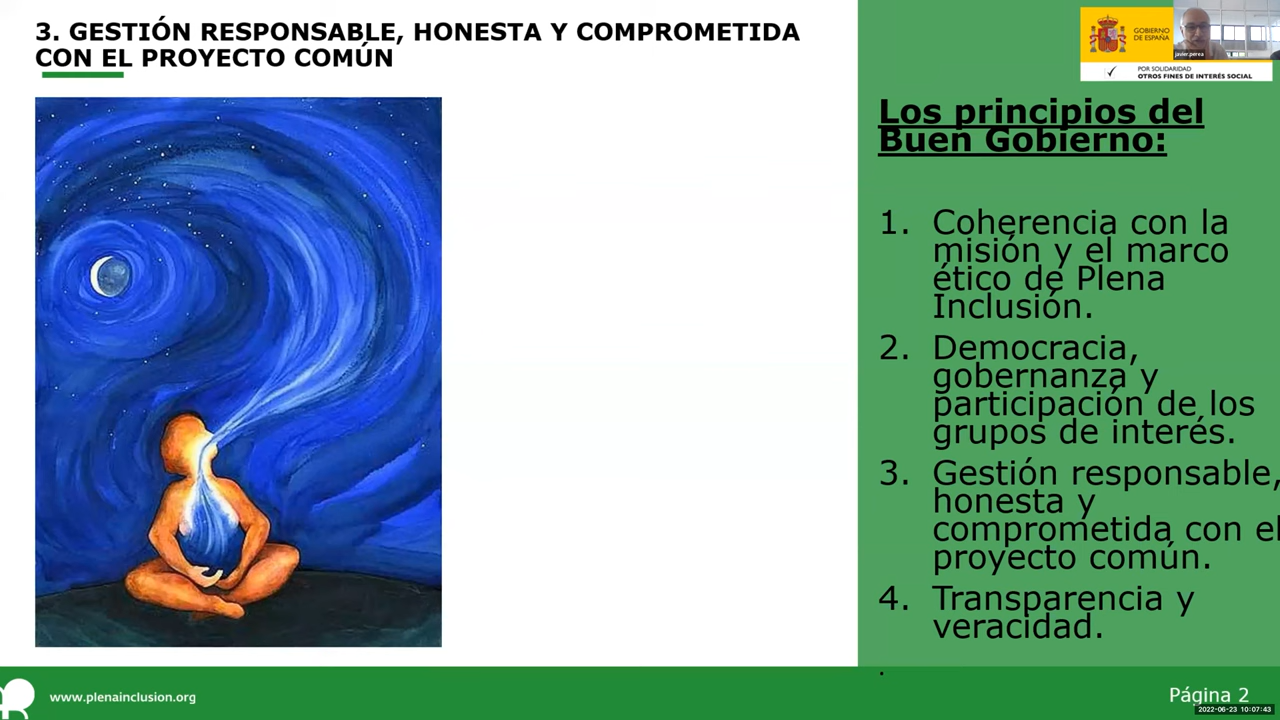 3. GESTIÓN RESPONSABLE, HONESTA Y COMPROMETIDA
CON EL PROYECTO COMÚN
GOBIERNO
DE ESPAÑA
javier.perea
POR SOLIDARIDAD
OTROS FINES DE INTERÉS SOCIAL
Los principios del
Buen Gobierno:
1. Coherencia con la
misión y el marco
ético de Plena
Inclusión.
2. Democracia,
gobernanza y
participación de los
grupos de interés.
3. Gestión responsable,
honesta y
comprometida con el
proyecto común.
4. Transparencia y
veracidad.
.
www.plenainclusion.org
Página 2
2022-06-23 10:07:43